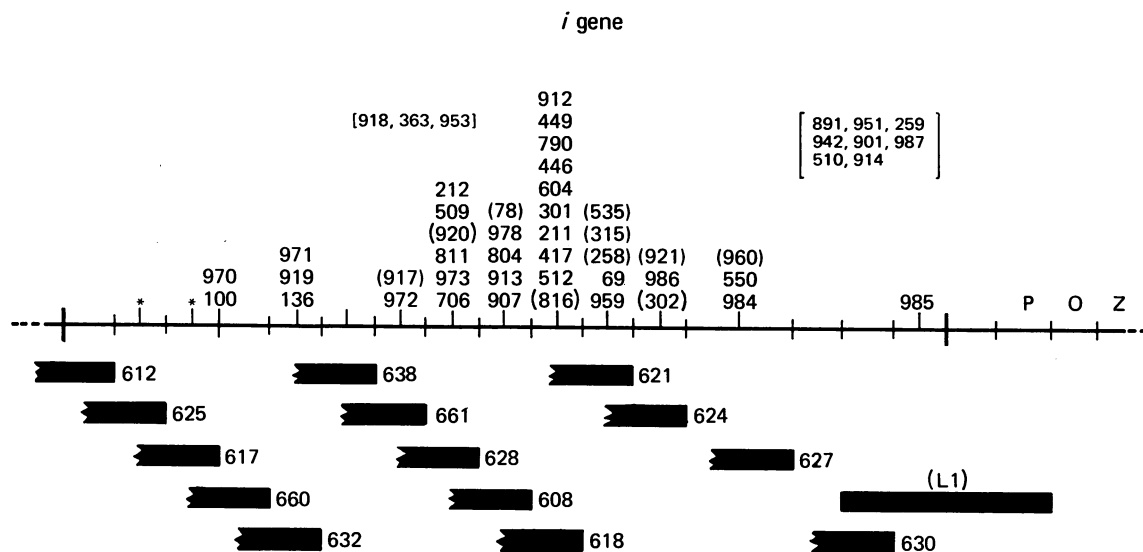 i gene
912
[918, 363, 953] 449 891, 951, 259
790 942, 901, 987
446 510, 914
212 604
509 (78) 301 (535)
(920) 978 211 (315)
971 811 804 417 (258) (921) (960)
970 919 (917) 973 913 512 69 986 550
* * 100 136 972 706 907 (816) 959 (302) 984 985 P O Z
612 638 621
625 661 624
617 628 627
(L1)
660 608
632 618 630